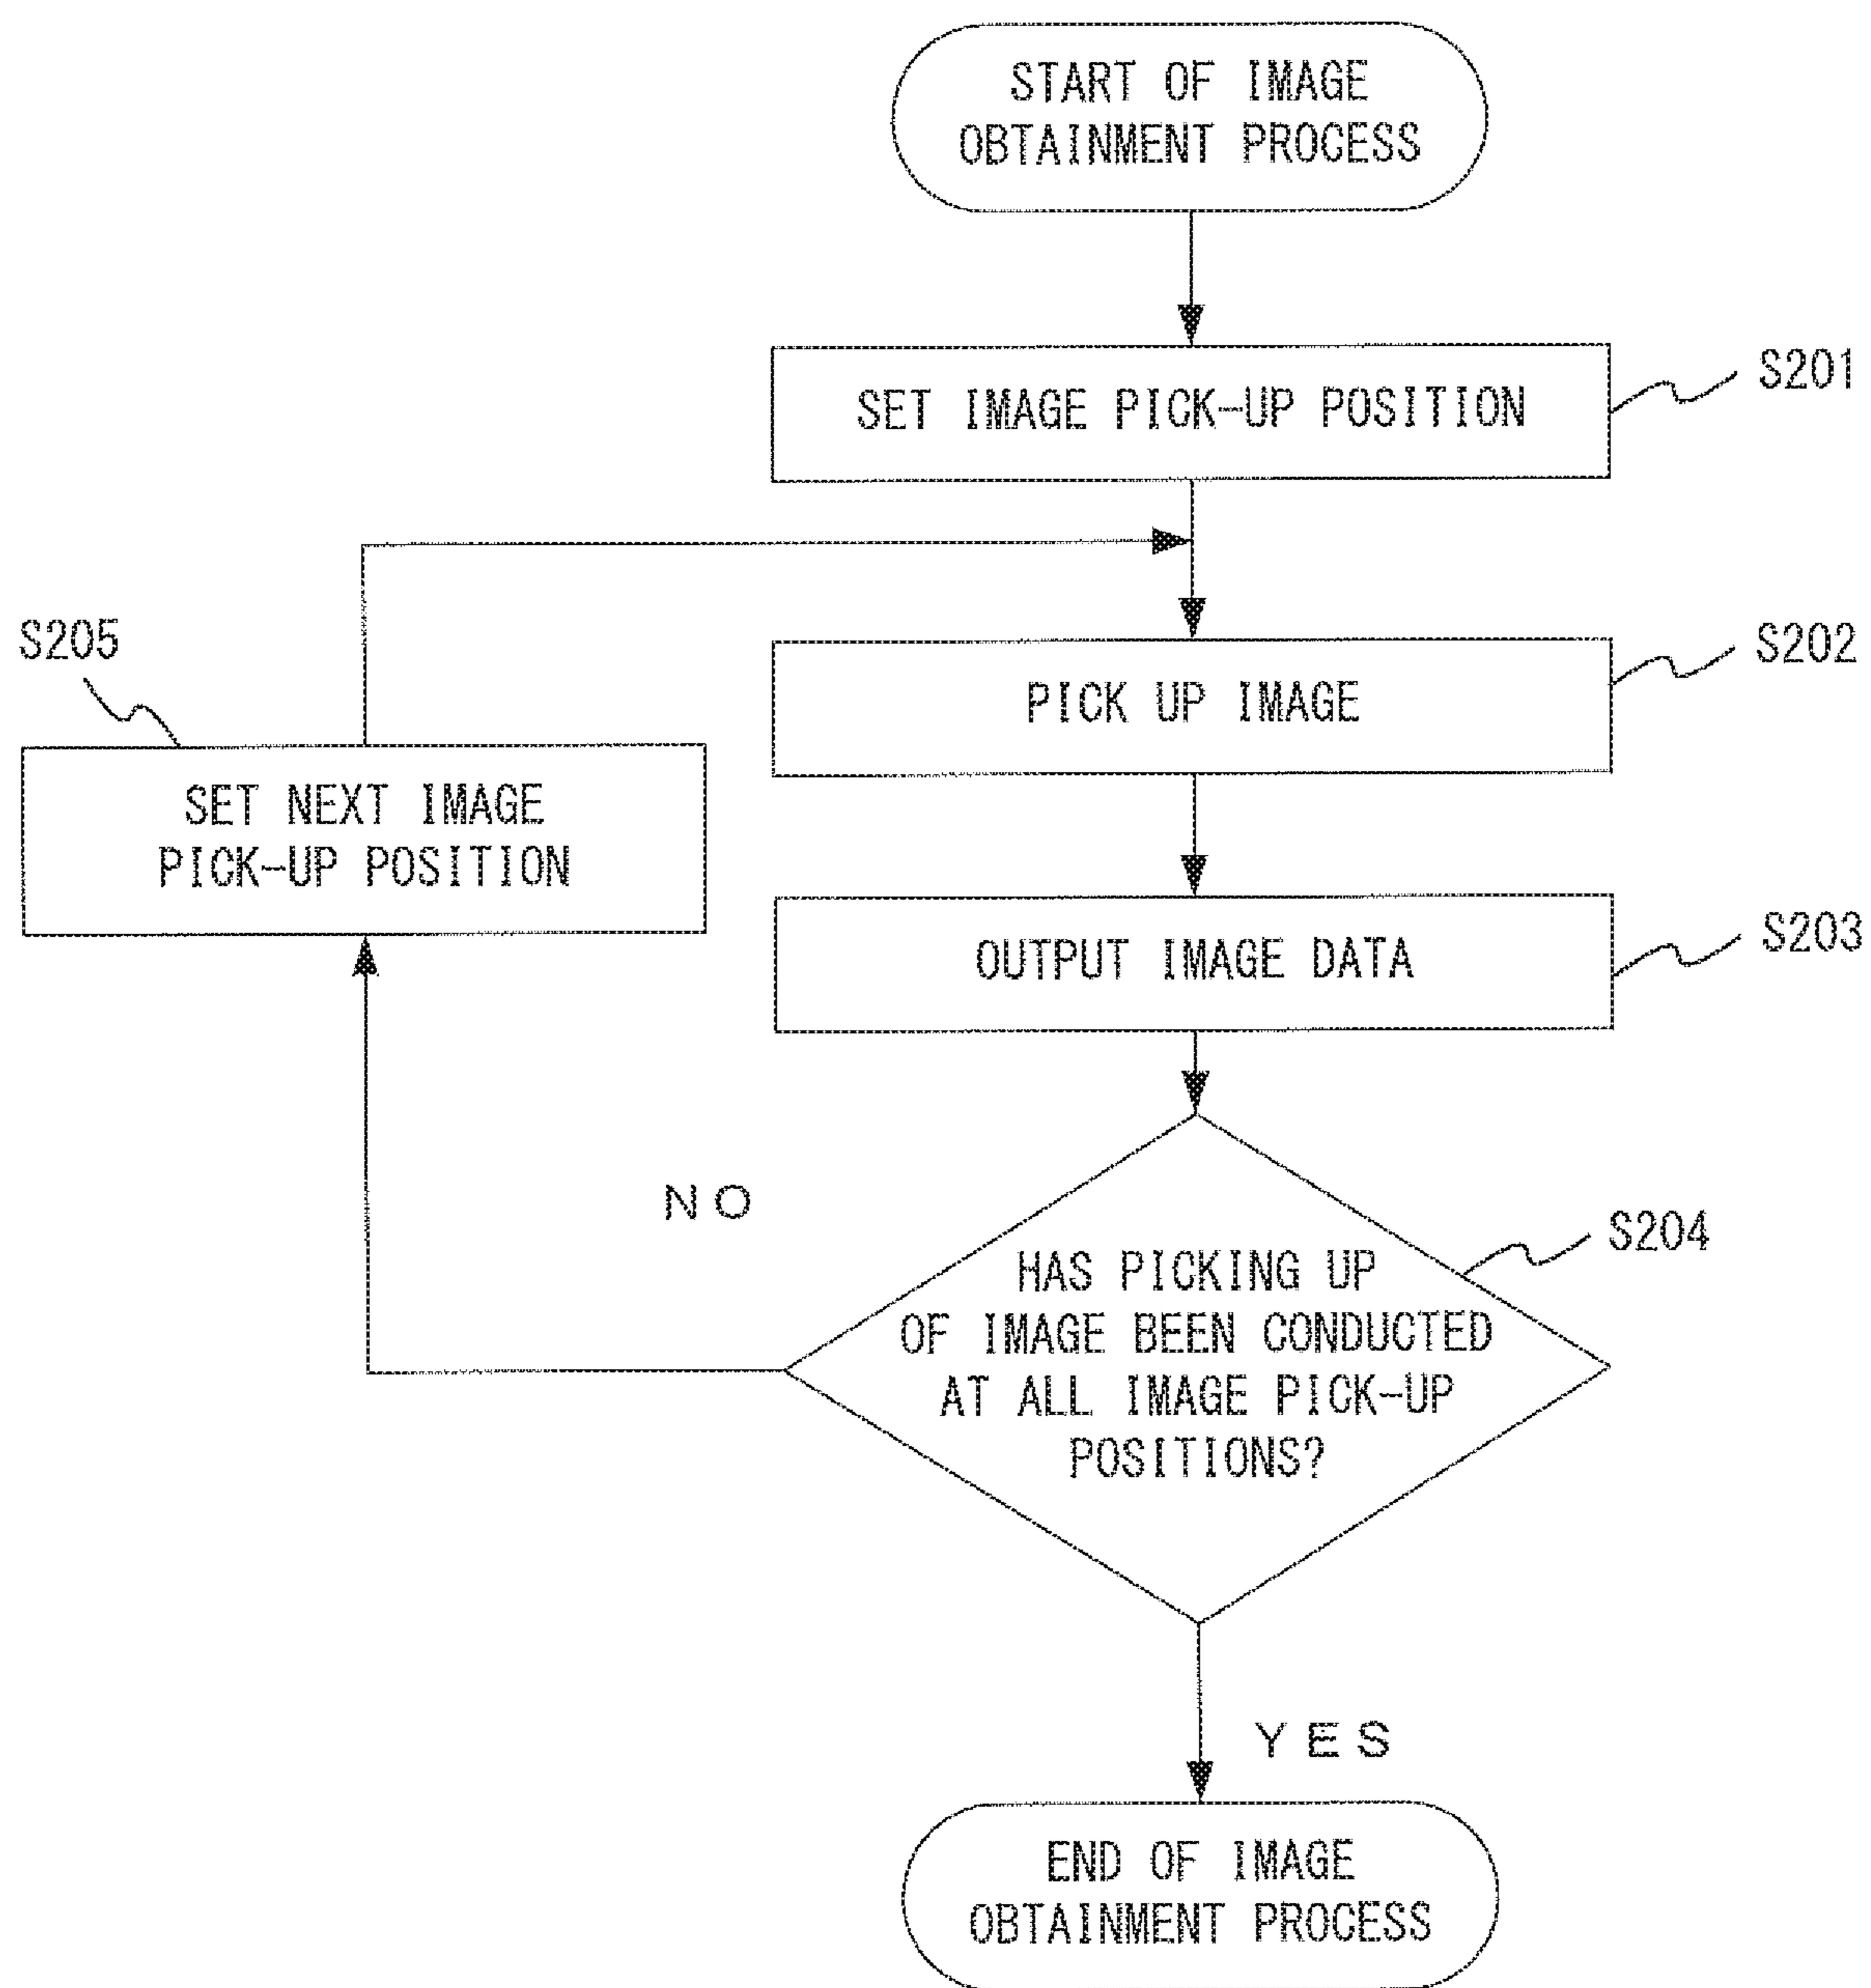 START OF IMAGE
OBTAINMENT PROCESS
SET IMAGE PICK-UP POSITION
S201
PICK UP IMAGE
S202
S205
SET NEXT IMAGE
PICK-UP POSITION
OUTPUT IMAGE DATA
S203
NO
HAS PICKING UP
OF IMAGE BEEN CONDUCTED
AT ALL IMAGE PICK-UP
POSITIONS?
S204
YES
END OF IMAGE
OBTAINMENT PROCESS